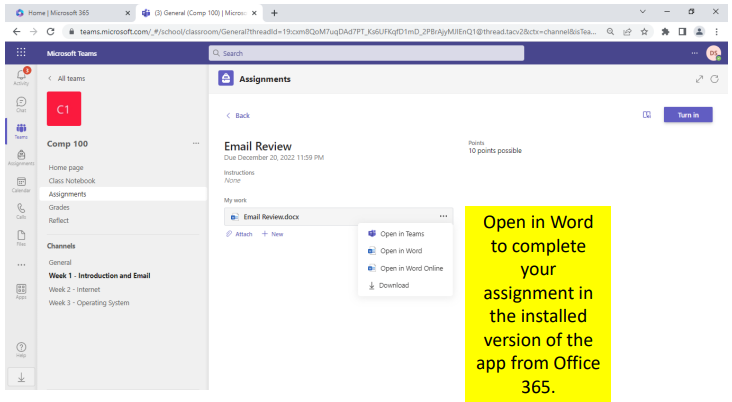 Home | Microsoft 365
(3) General (Comp 100) | Microso
teams.microsoft.com/_#/school/classroom/General?threadId=19:cxm8QoM7uqDAd7PT_Ks6UFKqfD1mD_2PBrAjyMJIEnQ1@thread.tacv2&ctx=channel&isTea...
Microsoft Teams
Search
DS
3
Activity
Chat
Teams
Assignments
Calendar
Calls
Files
Apps
Help
All teams
C1
Comp 100
Home page
Class Notebook
Assignments
Grades
Reflect
Channels
General
Week 1 - Introduction and Email
Week 2 - Internet
Week 3 - Operating System
Assignments
Back
Turn in
Email Review
Due December 20, 2022 11:59 PM
Points
10 points possible
Instructions
None
My work
Email Review.docx
Attach
New
Open in Teams
Open in Word
Open in Word Online
Download
Open in Word
to complete
your
assignment in
the installed
version of the
app from Office
365.